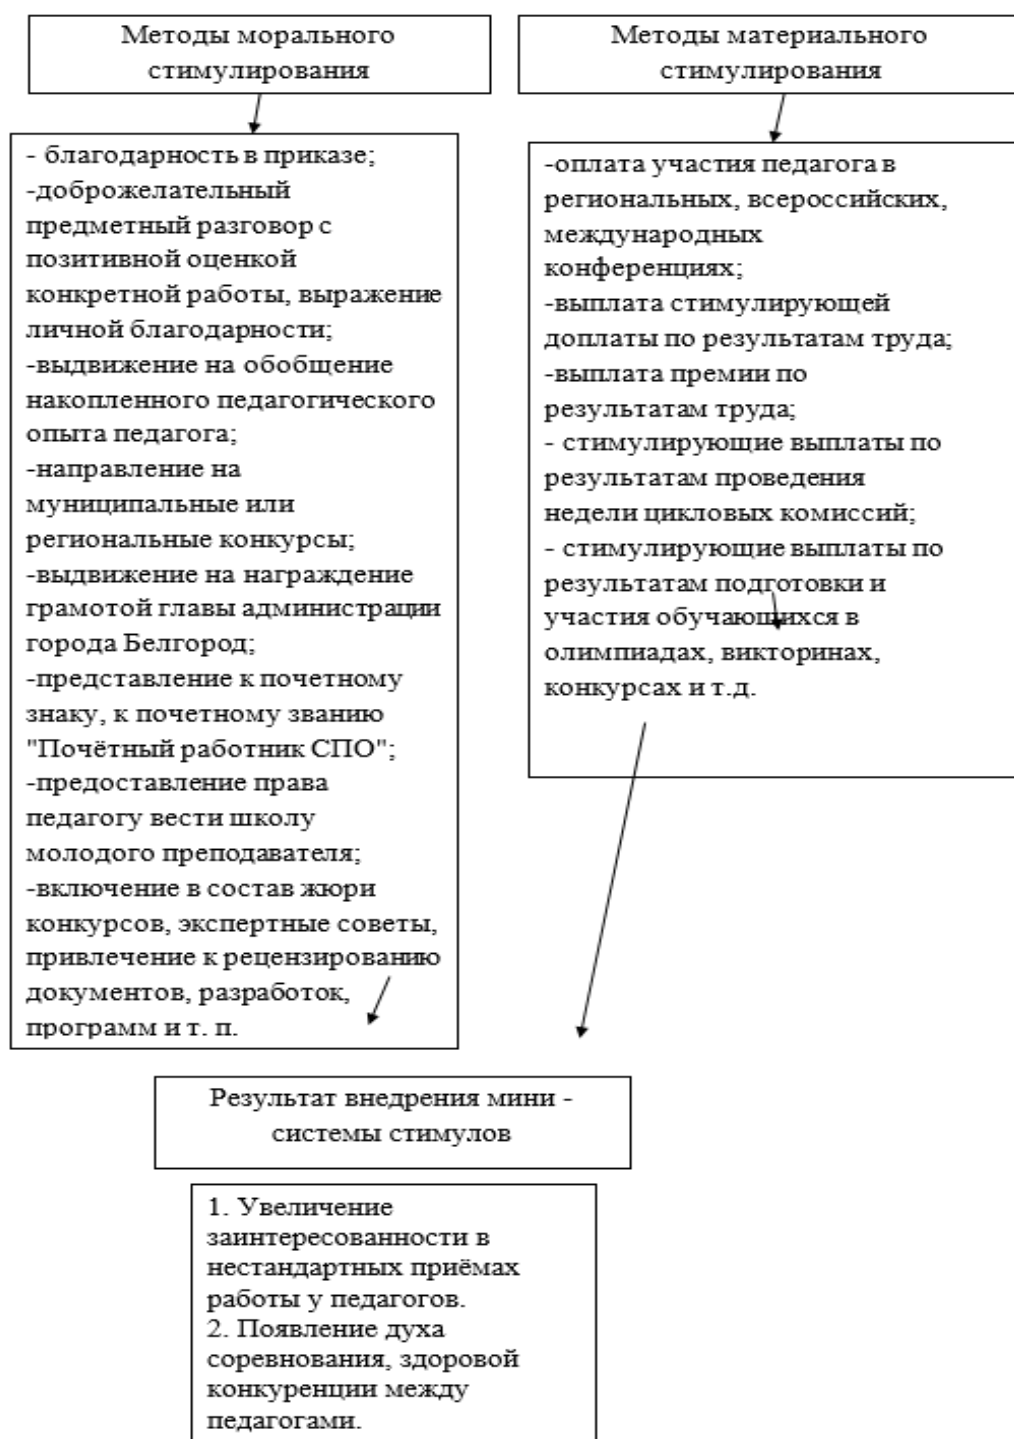 Методы морального
стимулирования
Методы материального
стимулирования
- благодарность в приказе;
-доброжелательный
предметный разговор с
позитивной оценкой
конкретной работы, выражение
личной благодарности;
-выдвижение на обобщение
накопленного педагогического
опыта педагога;
-направление на
муниципальные или
региональные конкурсы;
-выдвижение на награждение
грамотой главы администрации
города Белгород;
-представление к почетному
знаку, к почетному званию
"Почётный работник СПО";
-предоставление права
педагогу вести школу
молодого преподавателя;
-включение в состав жюри
конкурсов, экспертные советы,
привлечение к рецензированию
документов, разработок,
программ и т. п.
-оплата участия педагога в
региональных, всероссийских,
международных
конференциях;
-выплата стимулирующей
доплаты по результатам труда;
-выплата премии по
результатам труда;
- стимулирующие выплаты по
результатам проведения
недели цикловых комиссий;
- стимулирующие выплаты по
результатам подготовки и
участия обучающихся в
олимпиадах, викторинах,
конкурсах и т.д.
Результат внедрения мини -
системы стимулов
1. Увеличение
заинтересованности в
нестандартных приёмах
работы у педагогов.
2. Появление духа
соревнования, здоровой
конкуренции между
педагогами.